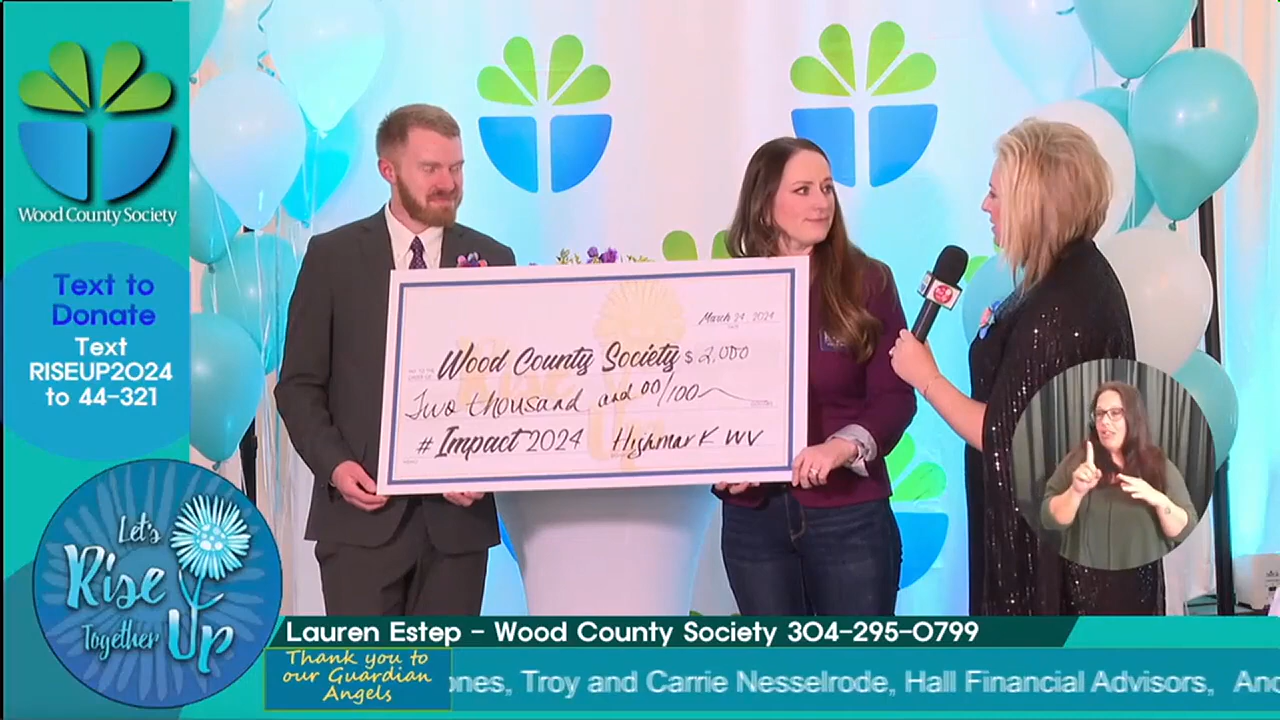 Wood County Society
Text to
Donate
Text
RISEUP2024
to 44-321
Let's
Rise
Together
Up
March 24, 2024
Wood County Society $ 2,000
Two thousand and 00/100
# Impact 2024 Highmark WV
Lauren Estep - Wood County Society 304-295-0799
Thank you to
our Guardian
Angels
ones, Troy and Carrie Nesselrode, Hall Financial Advisors, Anc